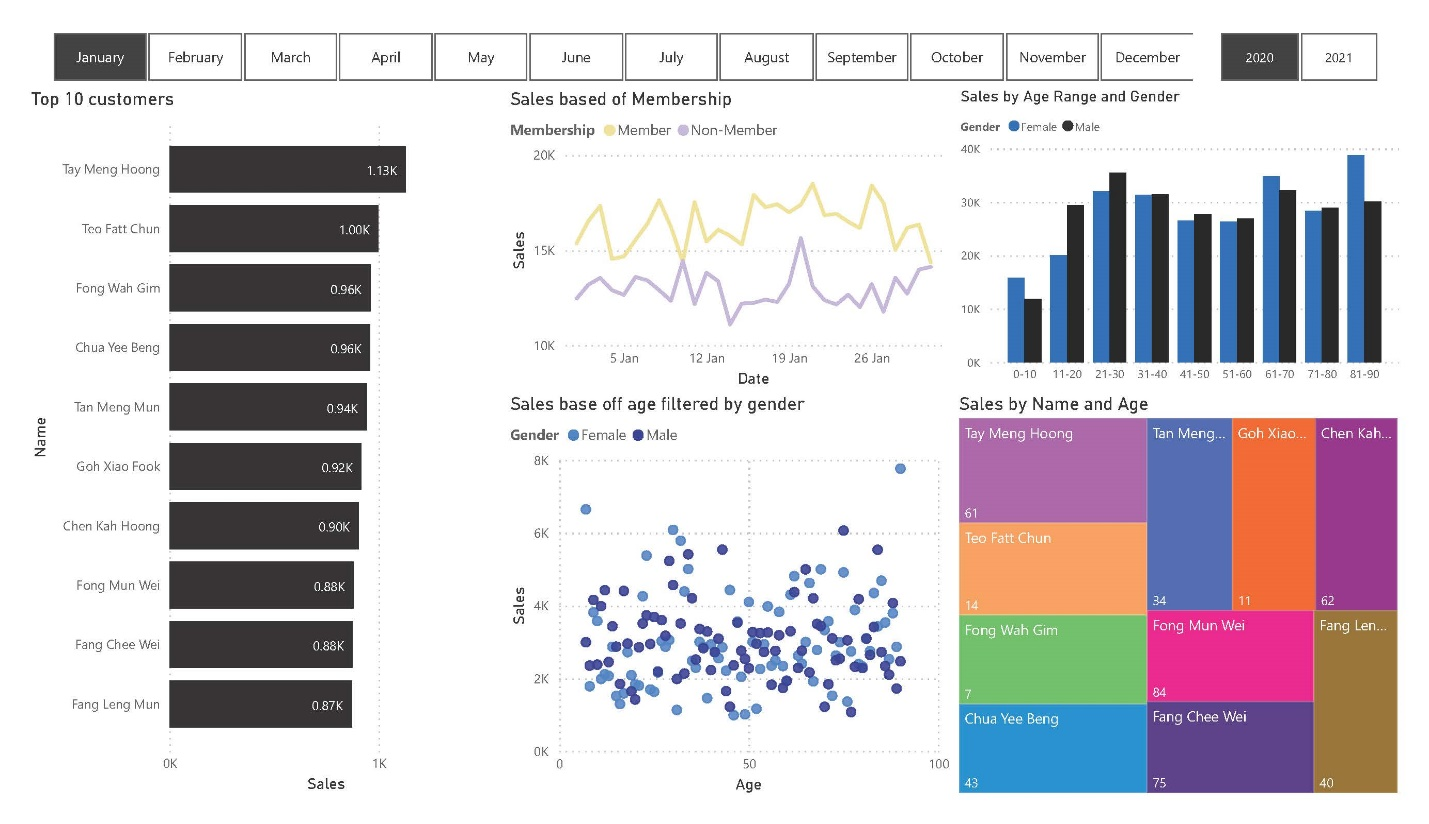 January February March April May June July August September October November December 2020 2021
Top 10 customers
Name
Tay Meng Hoong 1.13K
Teo Fatt Chun 1.00K
Fong Wah Gim 0.96K
Chua Yee Beng 0.96K
Tan Meng Mun 0.94K
Goh Xiao Fook 0.92K
Chen Kah Hoong 0.90K
Fong Mun Wei 0.88K
Fang Chee Wei 0.88K
Fang Leng Mun 0.87K
0K 1K
Sales
Sales based of Membership
Membership Member Non-Member
Sales
20K
15K
10K
5 Jan 12 Jan 19 Jan 26 Jan
Date
Sales by Age Range and Gender
Gender Female Male
40K
30K
20K
10K
0K
0-10 11-20 21-30 31-40 41-50 51-60 61-70 71-80 81-90
Sales base off age filtered by gender
Gender Female Male
Sales
8K
6K
4K
2K
0K
0 50 100
Age
Sales by Name and Age
Tay Meng Hoong
61
Teo Fatt Chun
14
Fong Wah Gim
7
Chua Yee Beng
43
Tan Meng...
34
Goh Xiao...
11
Chen Kah...
62
Fong Mun Wei
84
Fang Chee Wei
75
Fang Len...
40